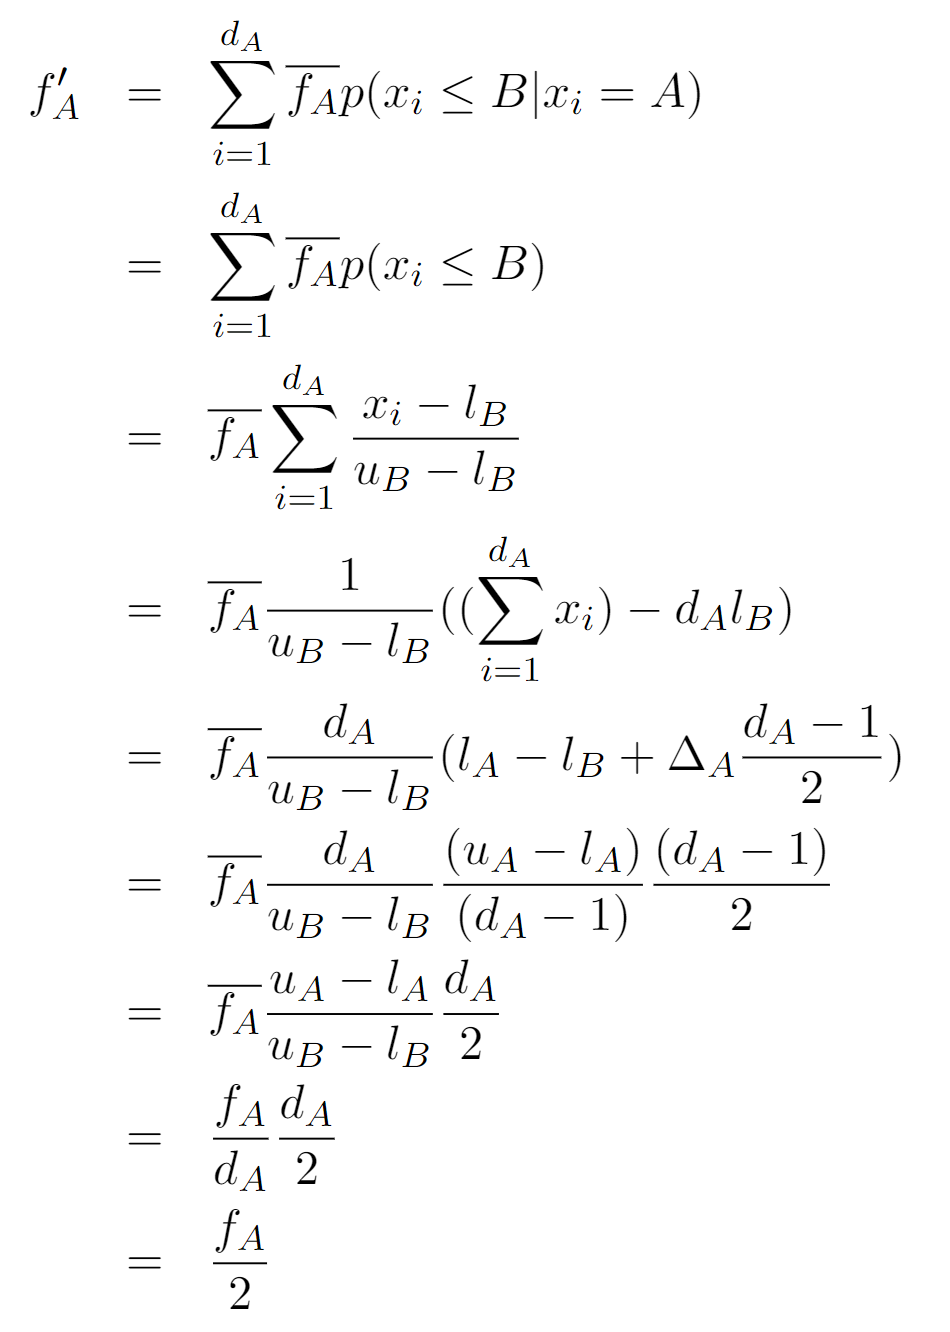 $f'_A = \sum_{i=1}^{d_A} \overline{f_A} p(x_i \leq B | x_i = A)$
$= \sum_{i=1}^{d_A} \overline{f_A} p(x_i \leq B)$
$= \overline{f_A} \sum_{i=1}^{d_A} \frac{x_i - l_B}{u_B - l_B}$
$= \overline{f_A} \frac{1}{u_B - l_B} ((\sum_{i=1}^{d_A} x_i) - d_A l_B)$
$= \overline{f_A} \frac{d_A}{u_B - l_B} (l_A - l_B + \Delta_A \frac{d_A - 1}{2})$
$= \overline{f_A} \frac{d_A}{u_B - l_B} \frac{(u_A - l_A)}{(d_A - 1)} \frac{(d_A - 1)}{2}$
$= \overline{f_A} \frac{u_A - l_A}{u_B - l_B} \frac{d_A}{2}$
$= \frac{f_A}{d_A} \frac{d_A}{2}$
$= \frac{f_A}{2}$